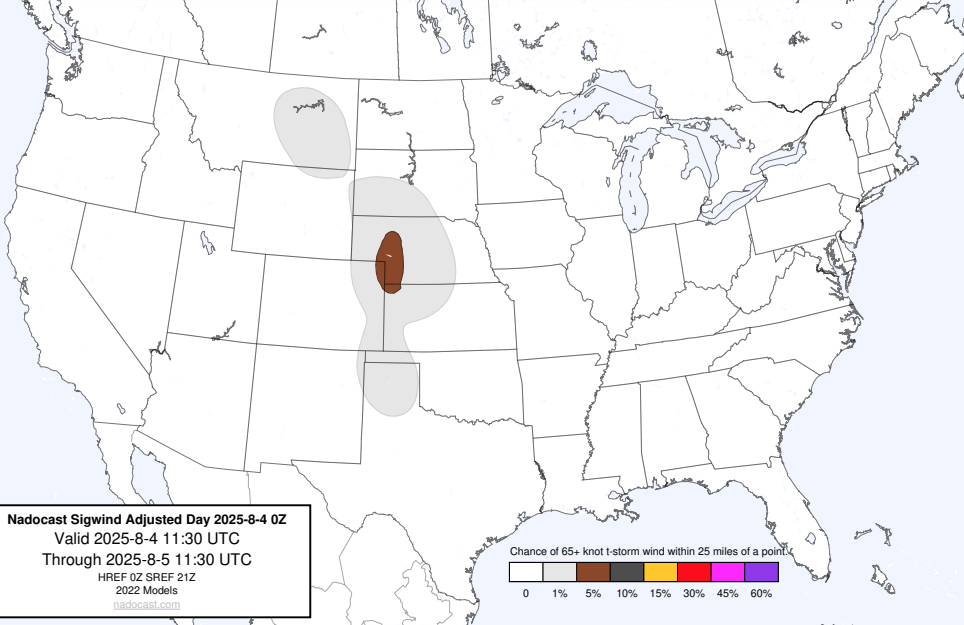 Nadocast Sigwind Adjusted Day 2025-8-4 0Z
Valid 2025-8-4 11:30 UTC
Through 2025-8-5 11:30 UTC
HREF 0Z SREF 21Z
2022 Models
nadocast.com
Chance of 65+ knot t-storm wind within 25 miles of a point.
0 1% 5% 10% 15% 30% 45% 60%